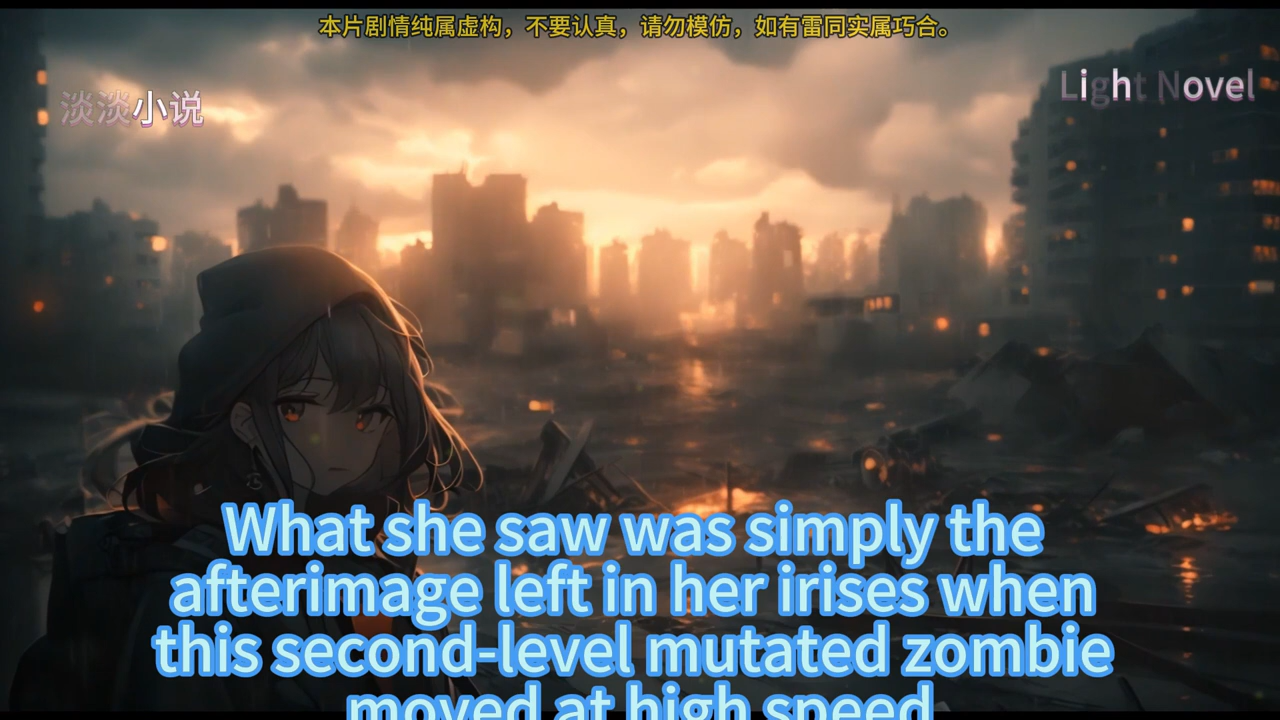 本片剧情纯属虚构，不要认真，请勿模仿，如有雷同实属巧合。
淡淡小说
Light Novel
What she saw was simply the
afterimage left in her irises when
this second-level mutated zombie
moved at high speed